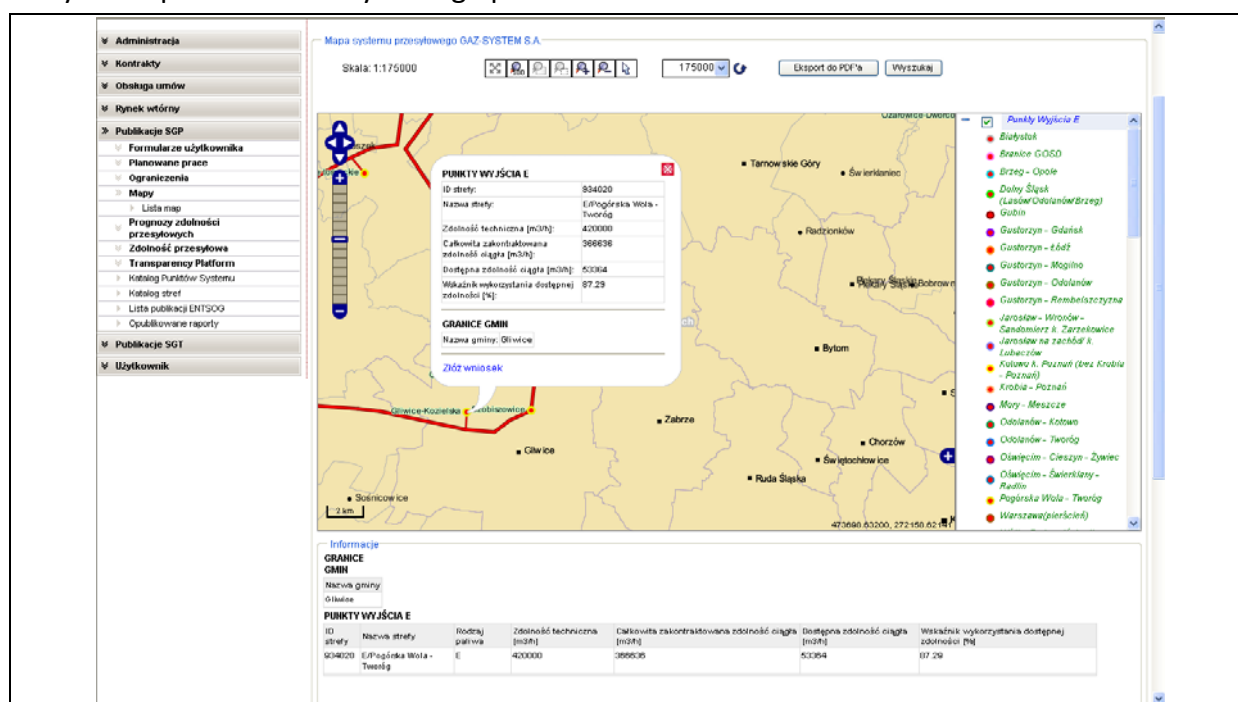 Administracja
Kontrakty
Obsługa umów
Rynek wtórny
Publikacje SGP
Formularze użytkownika
Planowane prace
Ograniczenia
Mapy
Lista map
Prognozy zdolności
przesyłowych
Zdolność przesyłowa
Transparency Platform
Katalog Punktów Systemu
Katalog stref
Lista publikacji ENTSOG
Opublikowane raporty
Publikacje SGT
Użytkownik
Mapa systemu przesyłowego GAZ-SYSTEM S.A.
Skala: 1:175000
175000
Eksport do PDF'a
Wyszukaj
PUNKTY WYJŚCIA E
ID strefy: 934020
Nazwa strefy: E/Pogórska Wola -
Tworóg
Zdolność techniczna [m3/h]: 420000
Całkowita zakontraktowana
zdolność ciągła [m3/h]: 366636
Dostępna zdolność ciągła [m3/h]: 53364
Wskaźnik wykorzystania dostępnej
zdolności [%]: 87.29
GRANICE GMIN
Nazwa gminy: Gliwice
Złóż wniosek
Tarnowskie Góry
Świerklaniec
Radzionków
Bytom
Gliwice-Kozielska
Zabrze
Gliwice
Chorzów
Świętochłowice
Ruda Śląska
Sośnicowice
2 km
Punkty Wyjścia E
Białystok
Branice GOSD
Brzeg - Opole
Dolny Śląsk
(Lasów/Odolanów/Brzeg)
Gubin
Gustorzyn - Gdańsk
Gustorzyn - Łódź
Gustorzyn - Mogilno
Gustorzyn - Odolanów
Gustorzyn - Rembelszczyzna
Jarosław - Wronów -
Sandomierz k. Zarzekowice
Jarosław na zachód/ k.
Lubaczów
Kotowo k. Poznań (bez Krobia
- Poznań)
Krobia - Poznań
Mory - Meszcze
Odolanów - Kotowo
Odolanów - Tworóg
Oświęcim - Cieszyn - Żywiec
Oświęcim - Świerklany -
Radlin
Pogórska Wola - Tworóg
Warszawa(pierścień)
Informacje
GRANICE
GMIN
Nazwa gminy
Gliwice
PUNKTY WYJŚCIA E
ID
strefy
Nazwa strefy
Rodzaj
paliwa
Zdolność techniczna
[m3/h]
Całkowita zakontraktowana zdolność ciągła
[m3/h]
Dostępna zdolność ciągła
[m3/h]
Wskaźnik wykorzystania dostępnej
zdolności [%]
934020 E/Pogórska Wola - E 420000 366636 53364 87.29
Tworóg